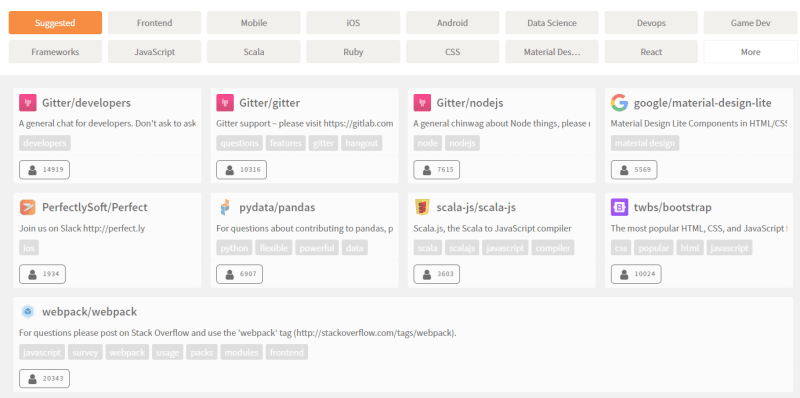 Suggested Frontend Mobile iOS Android Data Science Devops Game Dev
Frameworks JavaScript Scala Ruby CSS Material Des... React More
Gitter/developers
A general chat for developers. Don't ask to ask
developers
14919
Gitter/gitter
Gitter support – please visit https://gitlab.com
questions features gitter hangout
10316
Gitter/nodejs
A general chinwag about Node things, please
node nodejs
7615
google/material-design-lite
Material Design Lite Components in HTML/CSS
material design
5569
PerfectlySoft/Perfect
Join us on Slack http://perfect.ly
ios
1934
pydata/pandas
For questions about contributing to pandas, p
python flexible powerful data
6907
scala-js/scala-js
Scala.js, the Scala to JavaScript compiler
scala scalajs javascript compiler
3603
twbs/bootstrap
The most popular HTML, CSS, and JavaScript
css popular html javascript
10024
webpack/webpack
For questions please post on Stack Overflow and use the 'webpack' tag (http://stackoverflow.com/tags/webpack).
javascript survey webpack usage packs modules frontend
20343